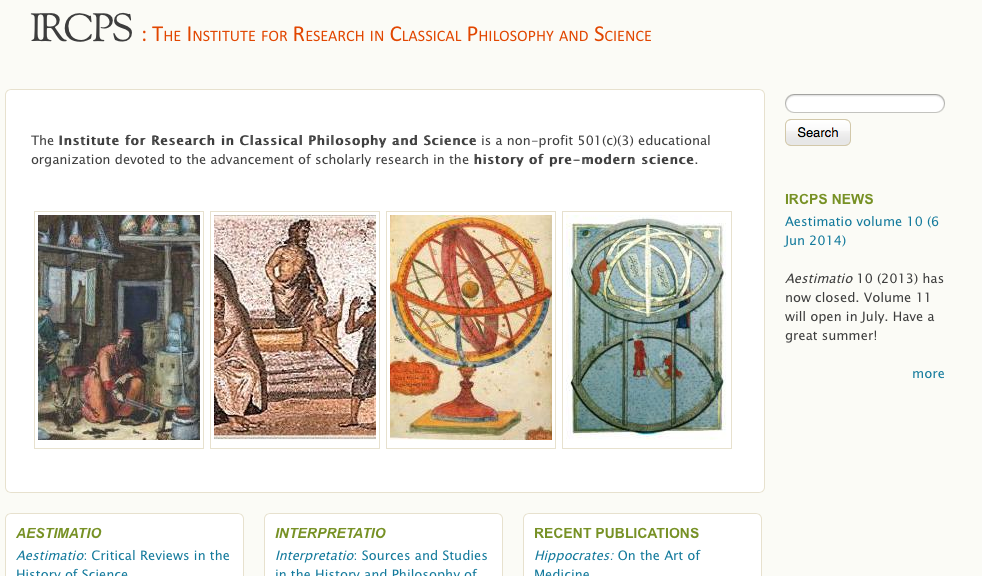 IRCPS : The Institute for Research in Classical Philosophy and Science
The Institute for Research in Classical Philosophy and Science is a non-profit 501(c)(3) educational
organization devoted to the advancement of scholarly research in the history of pre-modern science.
Search
IRCPS NEWS
Aestimatio volume 10 (6
Jun 2014)
Aestimatio 10 (2013) has
now closed. Volume 11
will open in July. Have a
great summer!
more
AESTIMATIO
Aestimatio: Critical Reviews in the
History of Science
INTERPRETATIO
Interpretatio: Sources and Studies
in the History and Philosophy of
RECENT PUBLICATIONS
Hippocrates: On the Art of
Medicine